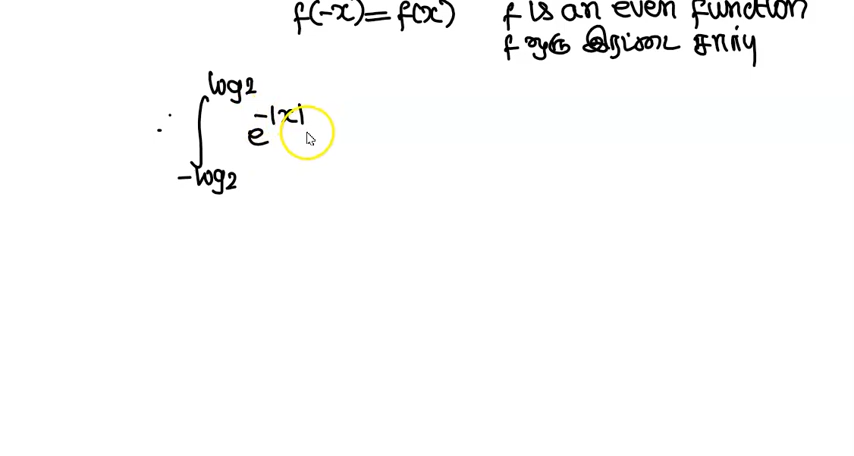 f(-x) = f(x) f is an even function
f ஒரு இரட்டை சார்பு
∴ ∫_{-log2}^{log2} e^{-|x|}